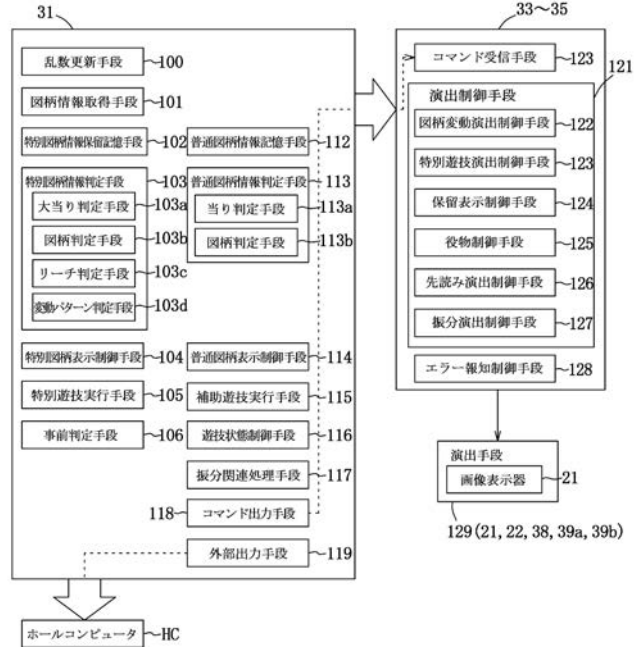 31
乱数更新手段 100
図柄情報取得手段 101
特別図柄情報保留記憶手段 102
普通図柄情報記憶手段 112
特別図柄情報判定手段 103
大当り判定手段 103a
図柄判定手段 103b
リーチ判定手段 103c
変動パターン判定手段 103d
普通図柄情報判定手段 113
当り判定手段 113a
図柄判定手段 113b
特別図柄表示制御手段 104
普通図柄表示制御手段 114
特別遊技実行手段 105
補助遊技実行手段 115
事前判定手段 106
遊技状態制御手段 116
振分関連処理手段 117
118 コマンド出力手段
外部出力手段 119
ホールコンピュータ HC
33～35
コマンド受信手段 123
121
演出制御手段
図柄変動演出制御手段 122
特別遊技演出制御手段 123
保留表示制御手段 124
役物制御手段 125
先読み演出制御手段 126
振分演出制御手段 127
エラー報知制御手段 128
演出手段
画像表示器 21
129(21, 22, 38, 39a, 39b)